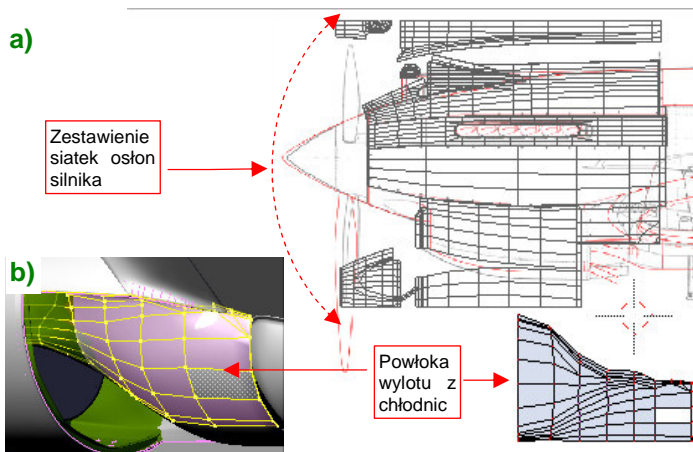 a)
Zestawienie
siatek osłon
silnika
b)
Powłoka
wylotu z
chłodnic